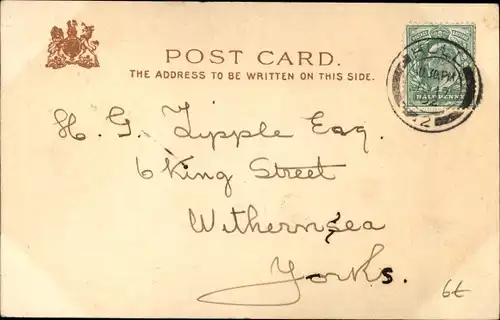 POST CARD.
THE ADDRESS TO BE WRITTEN ON THIS SIDE.
HULL
HALFPENNY
H. G. Tipple Esq.
6 King Street
Withernsea
Yorks.
6t